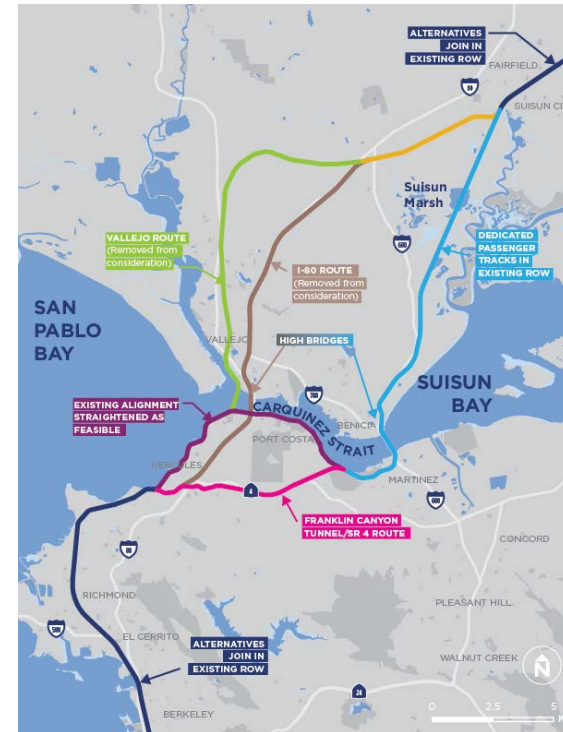 ALTERNATIVES
JOIN IN
EXISTING ROW
FAIRFIELD
80
SUISUN CIT
Suisun
Marsh
VALLEJO ROUTE
(Removed from
consideration)
DEDICATED
PASSENGER
TRACKS IN
EXISTING ROW
680
I-80 ROUTE
(Removed from
consideration)
SAN
PABLO
BAY
VALLEJO
HIGH BRIDGES
SUISUN
BAY
780
EXISTING ALIGNMENT
STRAIGHTENED AS
FEASIBLE
CARQUINEZ STRAIT
BENICIA
PORT COSTA
HERCULES
MARTINEZ
4
680
FRANKLIN CANYON
TUNNEL/SR 4 ROUTE
CONCORD
80
RICHMOND
PLEASANT HILL
580
EL CERRITO
ALTERNATIVES
JOIN IN
EXISTING ROW
WALNUT CREEK
N
24
BERKELEY
0 2.5 5 M